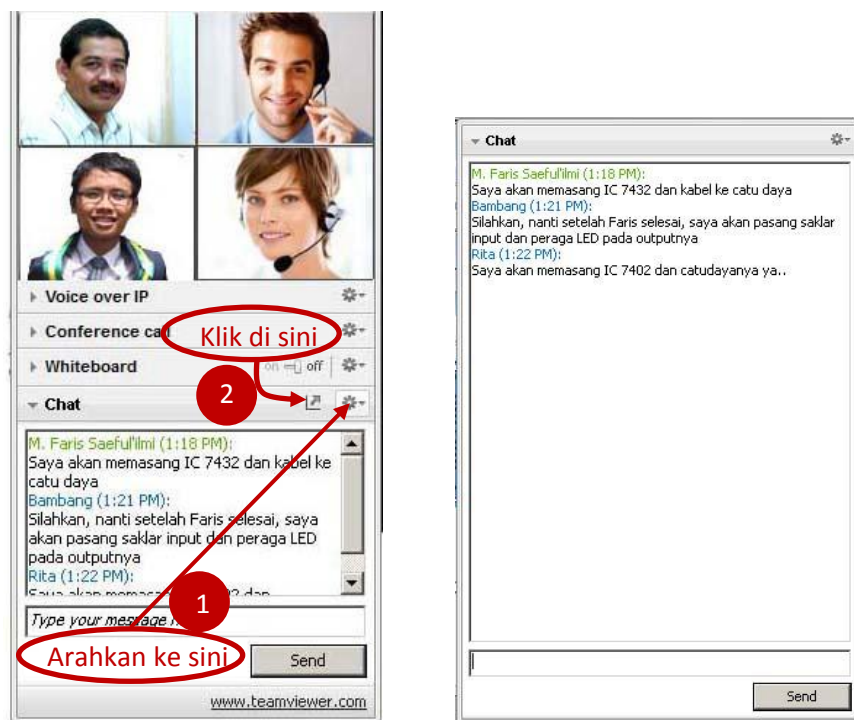 Voice over IP
Conference ca
Klik di sini
Whiteboard
on off
2
Chat
M. Faris Saeful'ilmi (1:18 PM):
Saya akan memasang IC 7432 dan kabel ke
catu daya
Bambang (1:21 PM):
Silahkan, nanti setelah Faris selesai, saya
akan pasang saklar input dan peraga LED
pada outputnya
Rita (1:22 PM):
1
Type your message
Arahkan ke sini
Send
www.teamviewer.com
Chat
M. Faris Saeful'ilmi (1:18 PM):
Saya akan memasang IC 7432 dan kabel ke catu daya
Bambang (1:21 PM):
Silahkan, nanti setelah Faris selesai, saya akan pasang saklar
input dan peraga LED pada outputnya
Rita (1:22 PM):
Saya akan memasang IC 7402 dan catudayanya ya..
Send